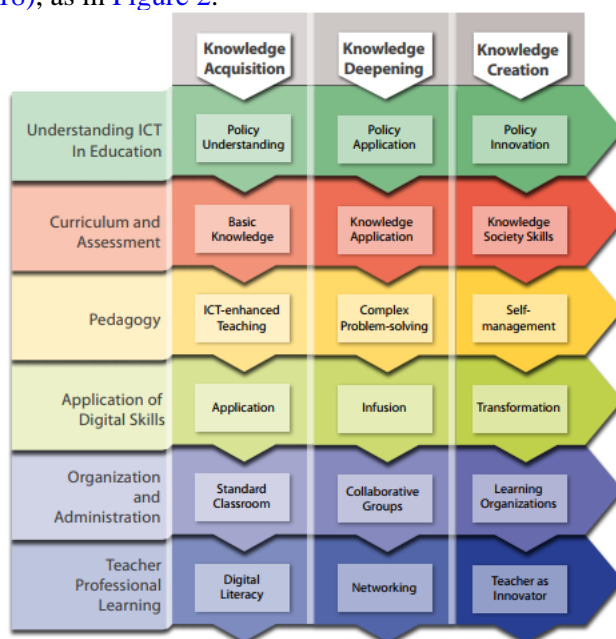 18), as in Figure 2.
Knowledge
Acquisition
Knowledge
Deepening
Knowledge
Creation
Understanding ICT
In Education
Policy
Understanding
Policy
Application
Policy
Innovation
Curriculum and
Assessment
Basic
Knowledge
Knowledge
Application
Knowledge
Society Skills
Pedagogy
ICT-enhanced
Teaching
Complex
Problem-solving
Self-
management
Application of
Digital Skills
Application
Infusion
Transformation
Organization
and
Administration
Standard
Classroom
Collaborative
Groups
Learning
Organizations
Teacher
Professional
Learning
Digital
Literacy
Networking
Teacher as
Innovator